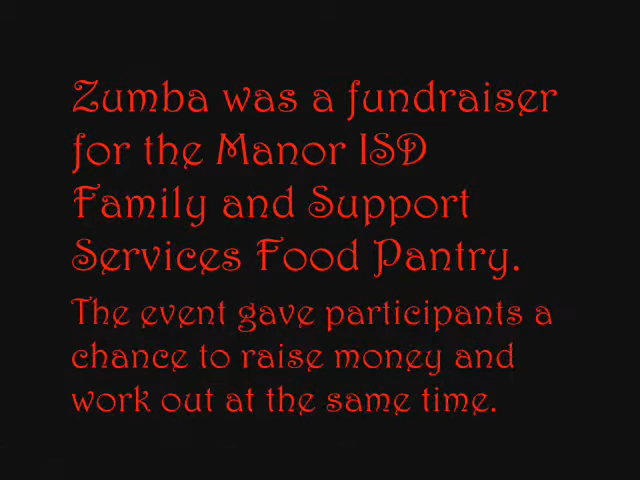 Zumba was a fundraiser
for the Manor ISD
Family and Support
Services Food Pantry.
The event gave participants a
chance to raise money and
work out at the same time.